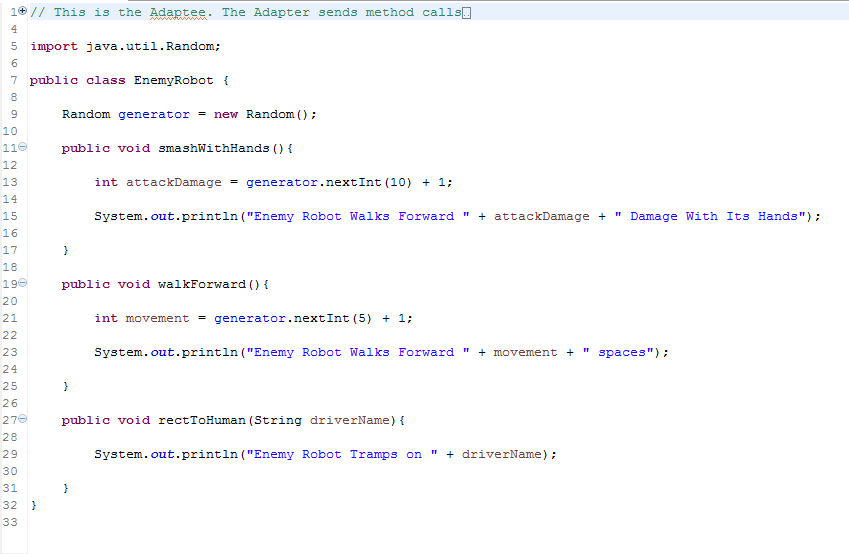 1 // This is the Adaptee. The Adapter sends method calls
4
5 import java.util.Random;
6
7 public class EnemyRobot {
8
9 Random generator = new Random();
10
11 public void smashWithHands(){
12
13 int attackDamage = generator.nextInt(10) + 1;
14
15 System.out.println("Enemy Robot Walks Forward " + attackDamage + " Damage With Its Hands");
16
17 }
18
19 public void walkForward(){
20
21 int movement = generator.nextInt(5) + 1;
22
23 System.out.println("Enemy Robot Walks Forward " + movement + " spaces");
24
25 }
26
27 public void rectToHuman(String driverName){
28
29 System.out.println("Enemy Robot Tramps on " + driverName);
30
31 }
32 }
33